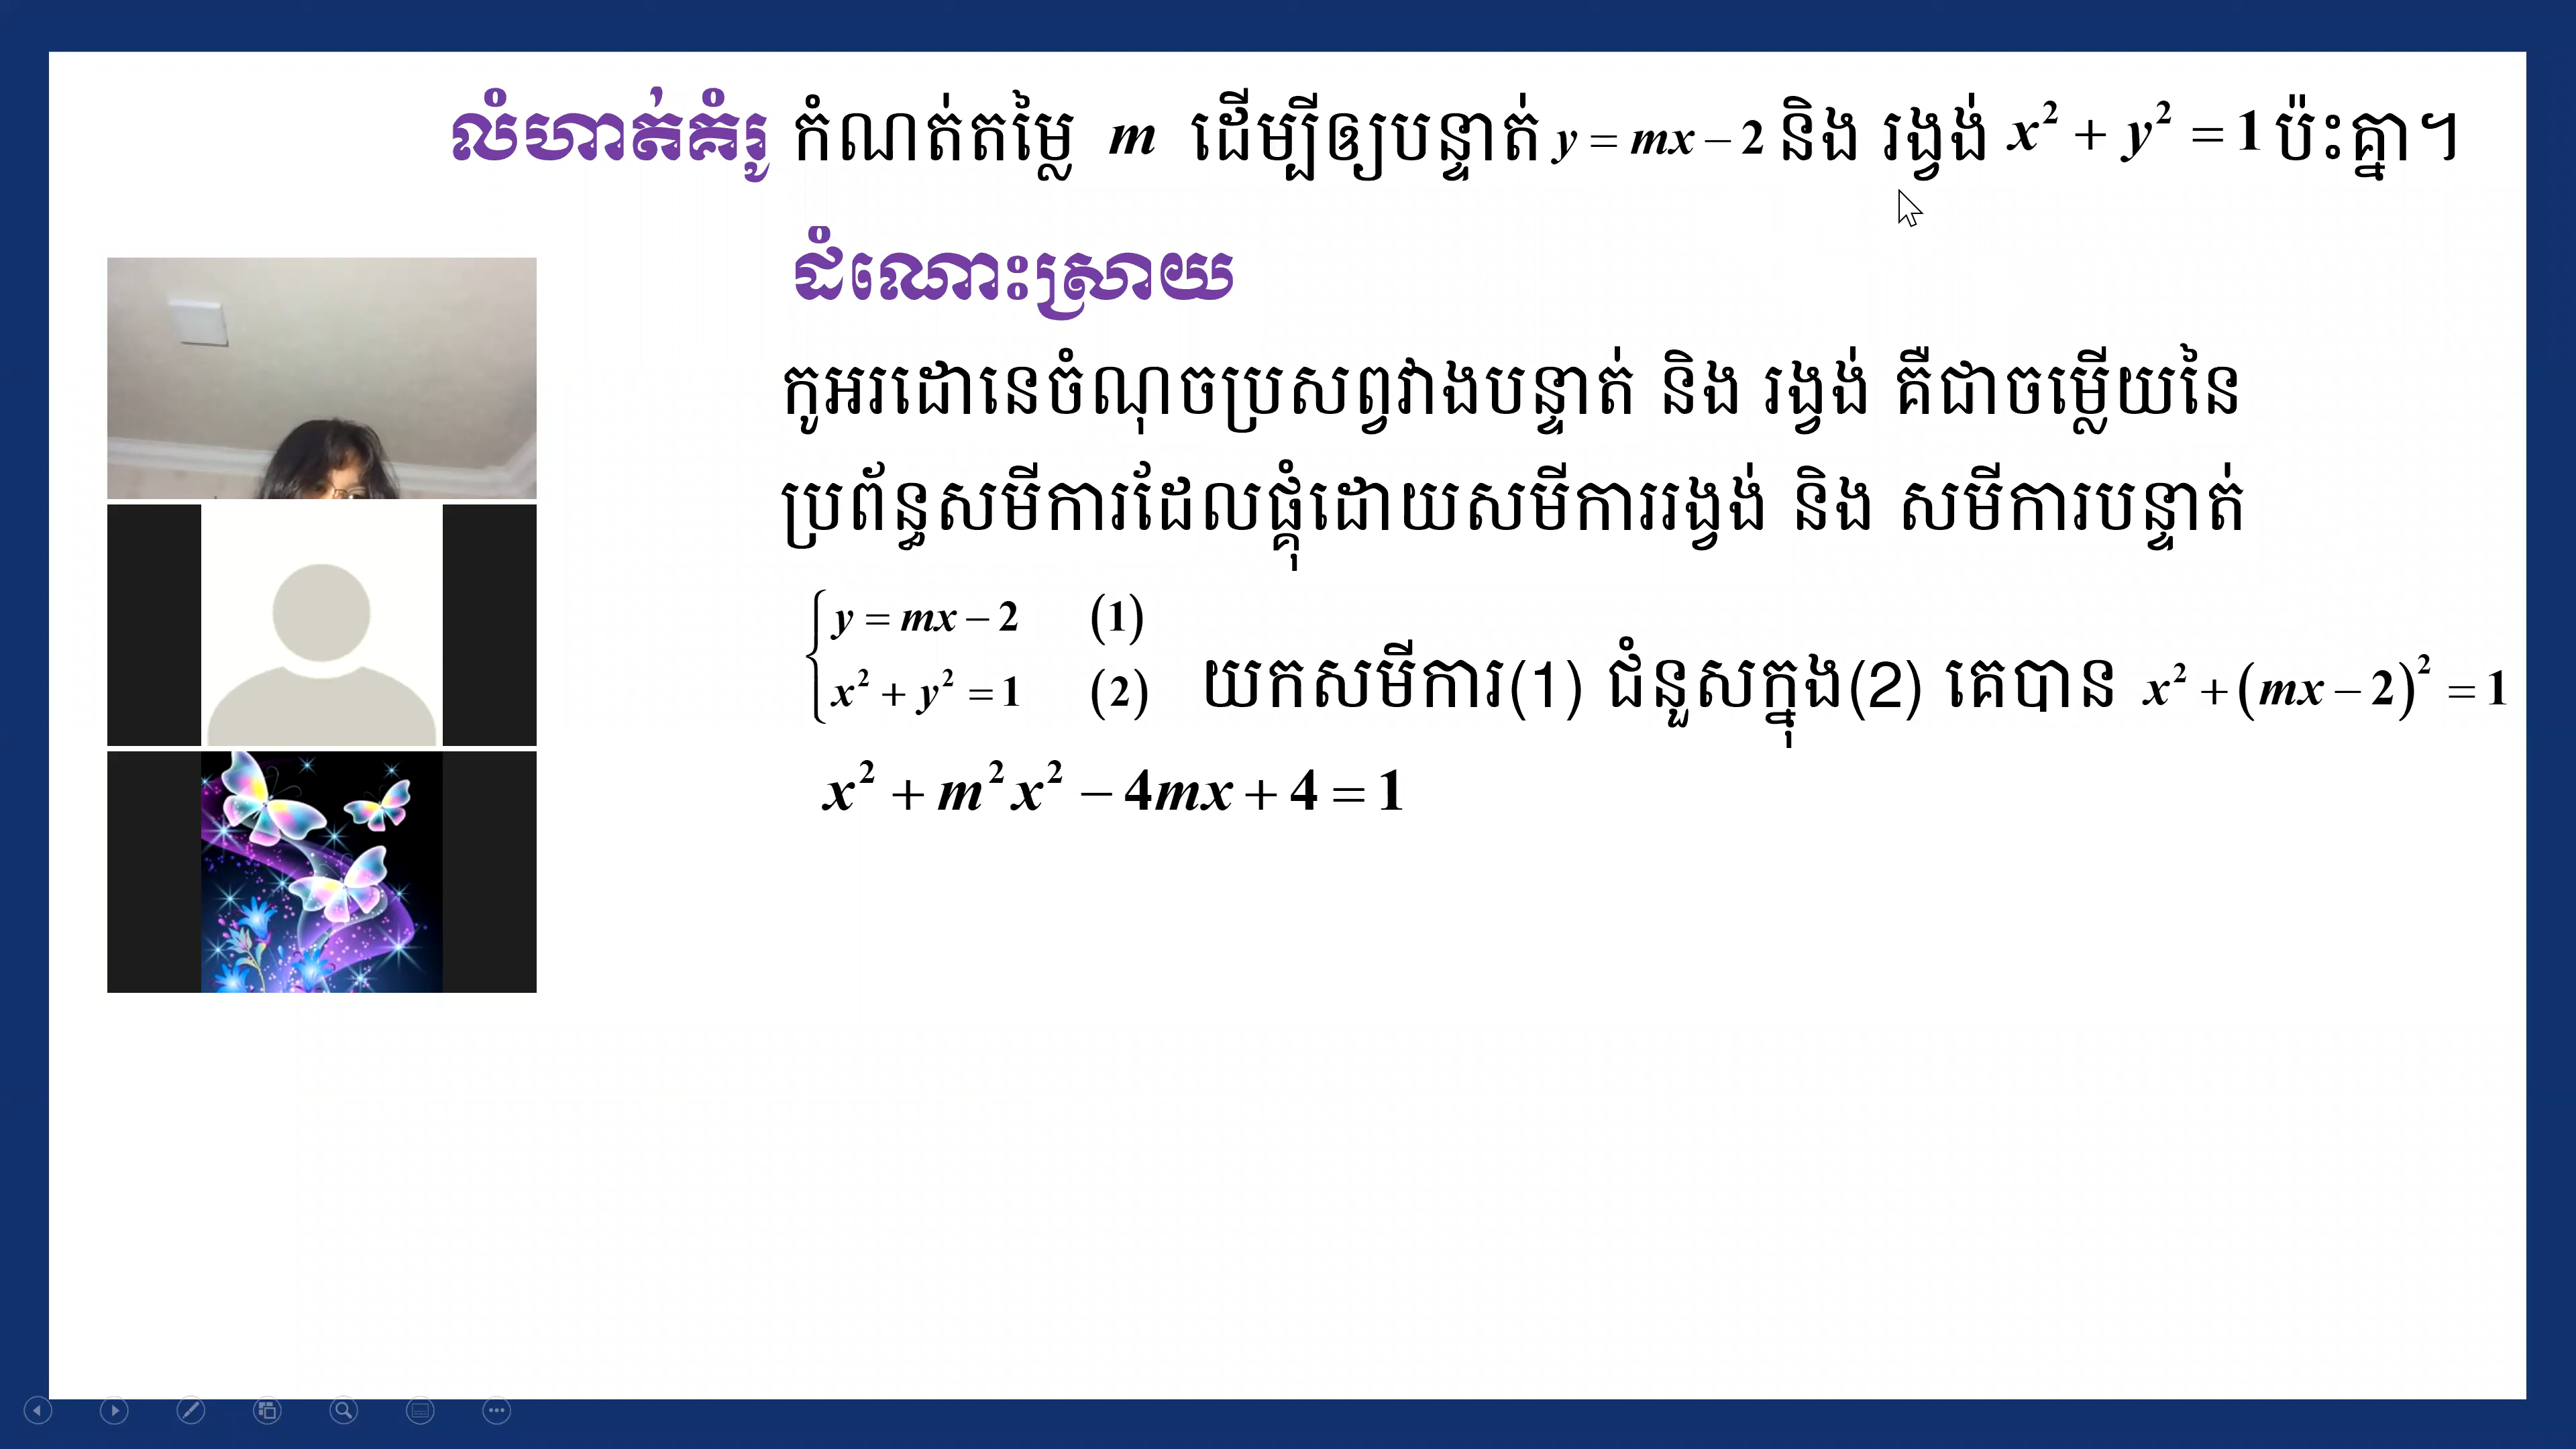 លំហាត់គំរូ កំណត់តម្លៃ m ដើម្បីឲ្យបន្ទាត់ y = mx − 2 និង រង្វង់ x² + y² = 1 ប៉ះគ្នា។
ដំណោះស្រាយ
កូអរដោនេចំណុចប្រសព្វវាងបន្ទាត់ និង រង្វង់ គឺជាចម្លើយនៃ
ប្រព័ន្ធសមីការដែលផ្គុំដោយសមីការរង្វង់ និង សមីការបន្ទាត់
y = mx − 2 (1)
x² + y² = 1 (2) យកសមីការ(1) ជំនួសក្នុង(2) គេបាន x² + (mx − 2)² = 1
x² + m²x² − 4mx + 4 = 1